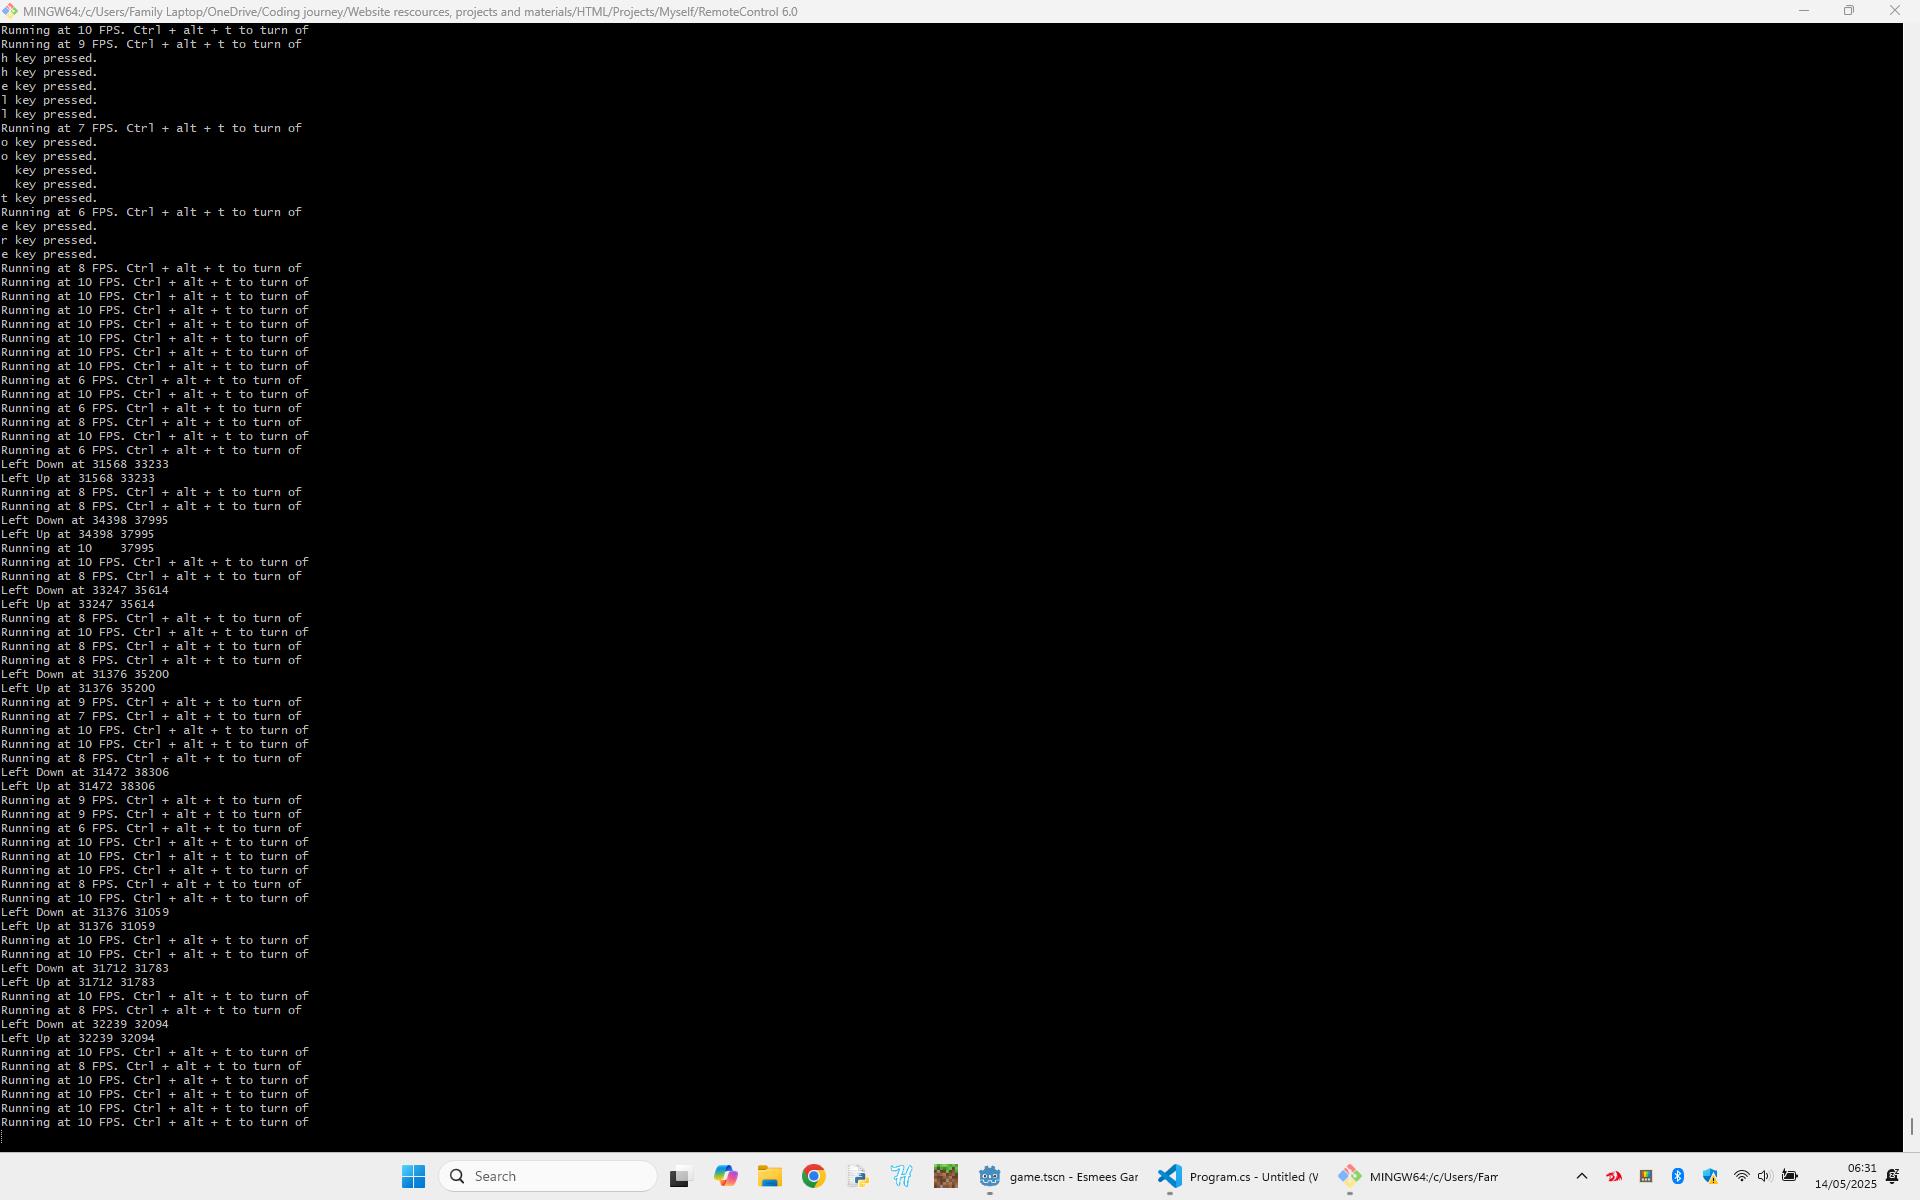 MINGW64:/c/Users/Family Laptop/OneDrive/Coding journey/Website rescources, projects and materials/HTML/Projects/Myself/RemoteControl 6.0
Running at 10 FPS. Ctrl + alt + t to turn of
Running at 9 FPS. Ctrl + alt + t to turn of
h key pressed.
h key pressed.
e key pressed.
l key pressed.
l key pressed.
Running at 7 FPS. Ctrl + alt + t to turn of
o key pressed.
o key pressed.
  key pressed.
  key pressed.
t key pressed.
Running at 6 FPS. Ctrl + alt + t to turn of
e key pressed.
r key pressed.
e key pressed.
Running at 8 FPS. Ctrl + alt + t to turn of
Running at 10 FPS. Ctrl + alt + t to turn of
Running at 10 FPS. Ctrl + alt + t to turn of
Running at 10 FPS. Ctrl + alt + t to turn of
Running at 10 FPS. Ctrl + alt + t to turn of
Running at 10 FPS. Ctrl + alt + t to turn of
Running at 10 FPS. Ctrl + alt + t to turn of
Running at 10 FPS. Ctrl + alt + t to turn of
Running at 6 FPS. Ctrl + alt + t to turn of
Running at 10 FPS. Ctrl + alt + t to turn of
Running at 6 FPS. Ctrl + alt + t to turn of
Running at 8 FPS. Ctrl + alt + t to turn of
Running at 10 FPS. Ctrl + alt + t to turn of
Running at 6 FPS. Ctrl + alt + t to turn of
Left Down at 31568 33233
Left Up at 31568 33233
Running at 8 FPS. Ctrl + alt + t to turn of
Running at 8 FPS. Ctrl + alt + t to turn of
Left Down at 34398 37995
Left Up at 34398 37995
Running at 10    37995
Running at 10 FPS. Ctrl + alt + t to turn of
Running at 8 FPS. Ctrl + alt + t to turn of
Left Down at 33247 35614
Left Up at 33247 35614
Running at 8 FPS. Ctrl + alt + t to turn of
Running at 10 FPS. Ctrl + alt + t to turn of
Running at 8 FPS. Ctrl + alt + t to turn of
Running at 8 FPS. Ctrl + alt + t to turn of
Left Down at 31376 35200
Left Up at 31376 35200
Running at 9 FPS. Ctrl + alt + t to turn of
Running at 7 FPS. Ctrl + alt + t to turn of
Running at 10 FPS. Ctrl + alt + t to turn of
Running at 10 FPS. Ctrl + alt + t to turn of
Running at 8 FPS. Ctrl + alt + t to turn of
Left Down at 31472 38306
Left Up at 31472 38306
Running at 9 FPS. Ctrl + alt + t to turn of
Running at 9 FPS. Ctrl + alt + t to turn of
Running at 6 FPS. Ctrl + alt + t to turn of
Running at 10 FPS. Ctrl + alt + t to turn of
Running at 10 FPS. Ctrl + alt + t to turn of
Running at 10 FPS. Ctrl + alt + t to turn of
Running at 8 FPS. Ctrl + alt + t to turn of
Running at 10 FPS. Ctrl + alt + t to turn of
Left Down at 31376 31059
Left Up at 31376 31059
Running at 10 FPS. Ctrl + alt + t to turn of
Running at 10 FPS. Ctrl + alt + t to turn of
Left Down at 31712 31783
Left Up at 31712 31783
Running at 10 FPS. Ctrl + alt + t to turn of
Running at 8 FPS. Ctrl + alt + t to turn of
Left Down at 32239 32094
Left Up at 32239 32094
Running at 10 FPS. Ctrl + alt + t to turn of
Running at 8 FPS. Ctrl + alt + t to turn of
Running at 10 FPS. Ctrl + alt + t to turn of
Running at 10 FPS. Ctrl + alt + t to turn of
Running at 10 FPS. Ctrl + alt + t to turn of
Running at 10 FPS. Ctrl + alt + t to turn of
Search
game.tscn - Esmees Gar
Program.cs - Untitled (V
MINGW64:/c/Users/Fam
06:31
14/05/2025